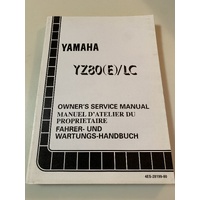 YAMAHA
YZ80(E)/LC
OWNER'S SERVICE MANUAL
MANUEL D'ATELIER DU
PROPRIETAIRE
FAHRER- UND
WARTUNGS-HANDBUCH